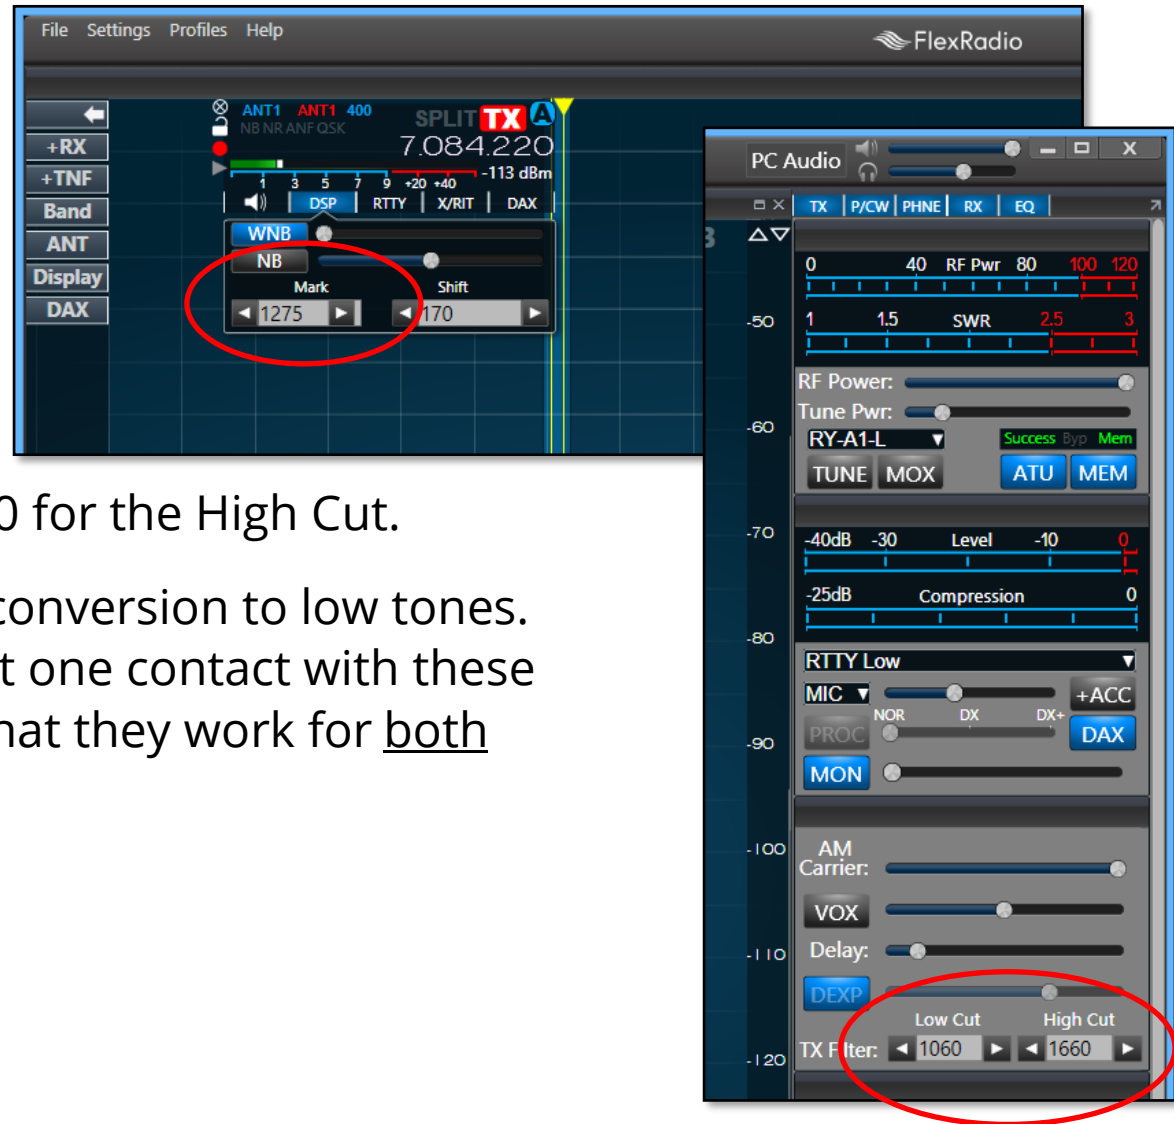 File Settings Profiles Help
FlexRadio
ANT1 ANT1 400 SPLIT TX A
NB NR ANF QSK
7.084.220
+RX
-113 dBm
1 3 5 7 9 +20 +40
+TNF
DSP RTTY X/RIT DAX
Band
WNB
ANT
NB
Display
Mark Shift
DAX
1275 170
PC Audio X
TX P/CW PHNE RX EQ
0 40 RF Pwr 80 100 120
-50
1 1.5 SWR 2.5 3
RF Power:
Tune Pwr:
-60
RY-A1-L Success Byp Mem
TUNE MOX ATU MEM
-70
-40dB -30 Level -10 0
-25dB Compression 0
-80
RTTY Low
MIC +ACC
NOR DX DX+
PROC DAX
-90
MON
-100
AM
Carrier:
VOX
-110
Delay:
DEXP
Low Cut High Cut
-120
TX Filter: 1060 1660
0 for the High Cut.
conversion to low tones.
t one contact with these
hat they work for both